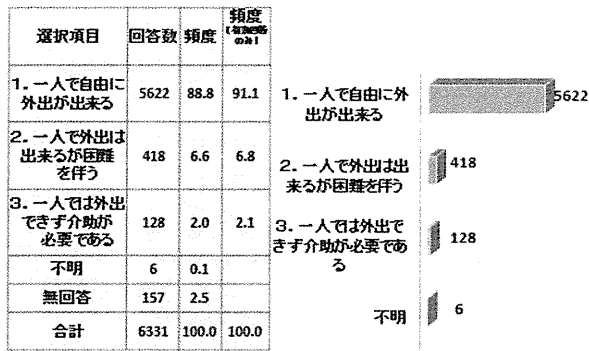 選択項目 回答数 頻度 頻度
(有効回答
のみ)
1.一人で自由に
外出が出来る 5622 88.8 91.1
2.一人で外出は
出来るが困難
を伴う 418 6.6 6.8
3.一人では外出
できず介助が
必要である 128 2.0 2.1
不明 6 0.1
無回答 157 2.5
合計 6331 100.0 100.0
1.一人で自由に外
出が出来る 5622
2.一人で外出は出
来るが困難を伴う 418
3.一人では外出で
きず介助が必要であ
る 128
不明 6